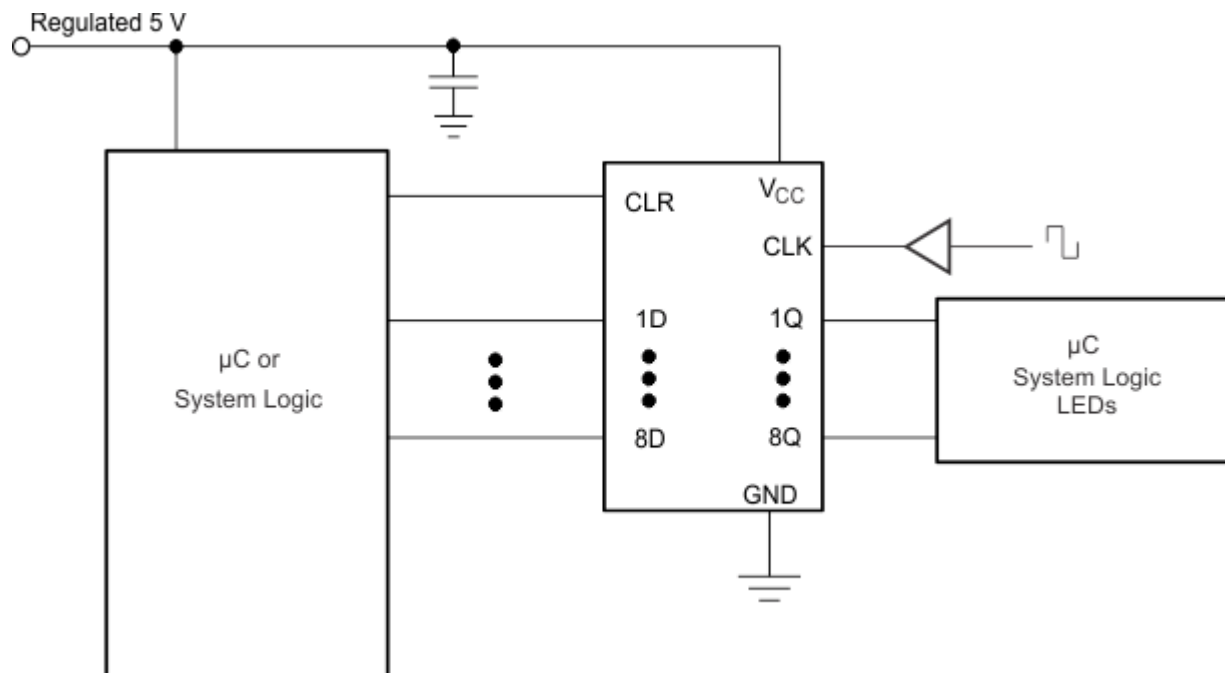 Regulated 5 V
CLR
VCC
CLK
1D
1Q
µC or
System Logic
µC
System Logic
LEDs
8D
8Q
GND